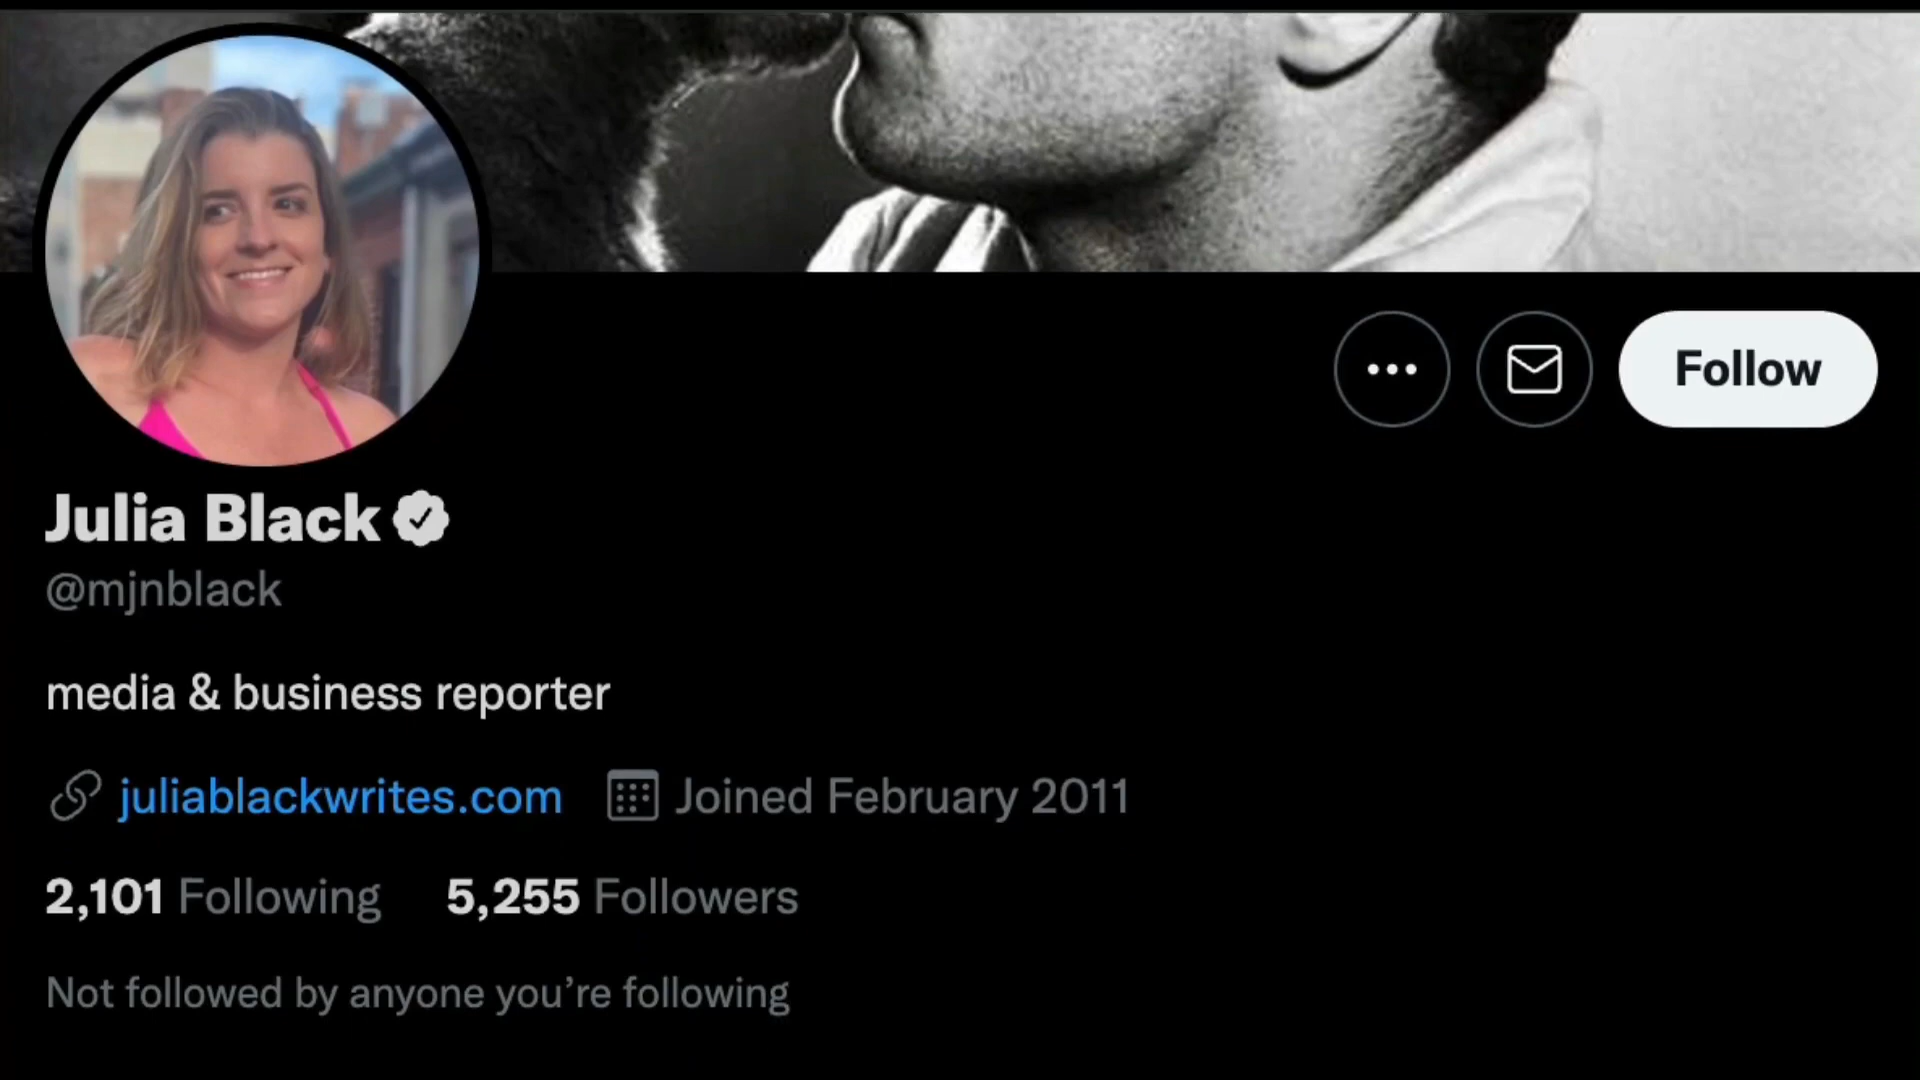 Follow
Julia Black
@mjnblack
media & business reporter
juliablackwrites.com Joined February 2011
2,101 Following 5,255 Followers
Not followed by anyone you’re following